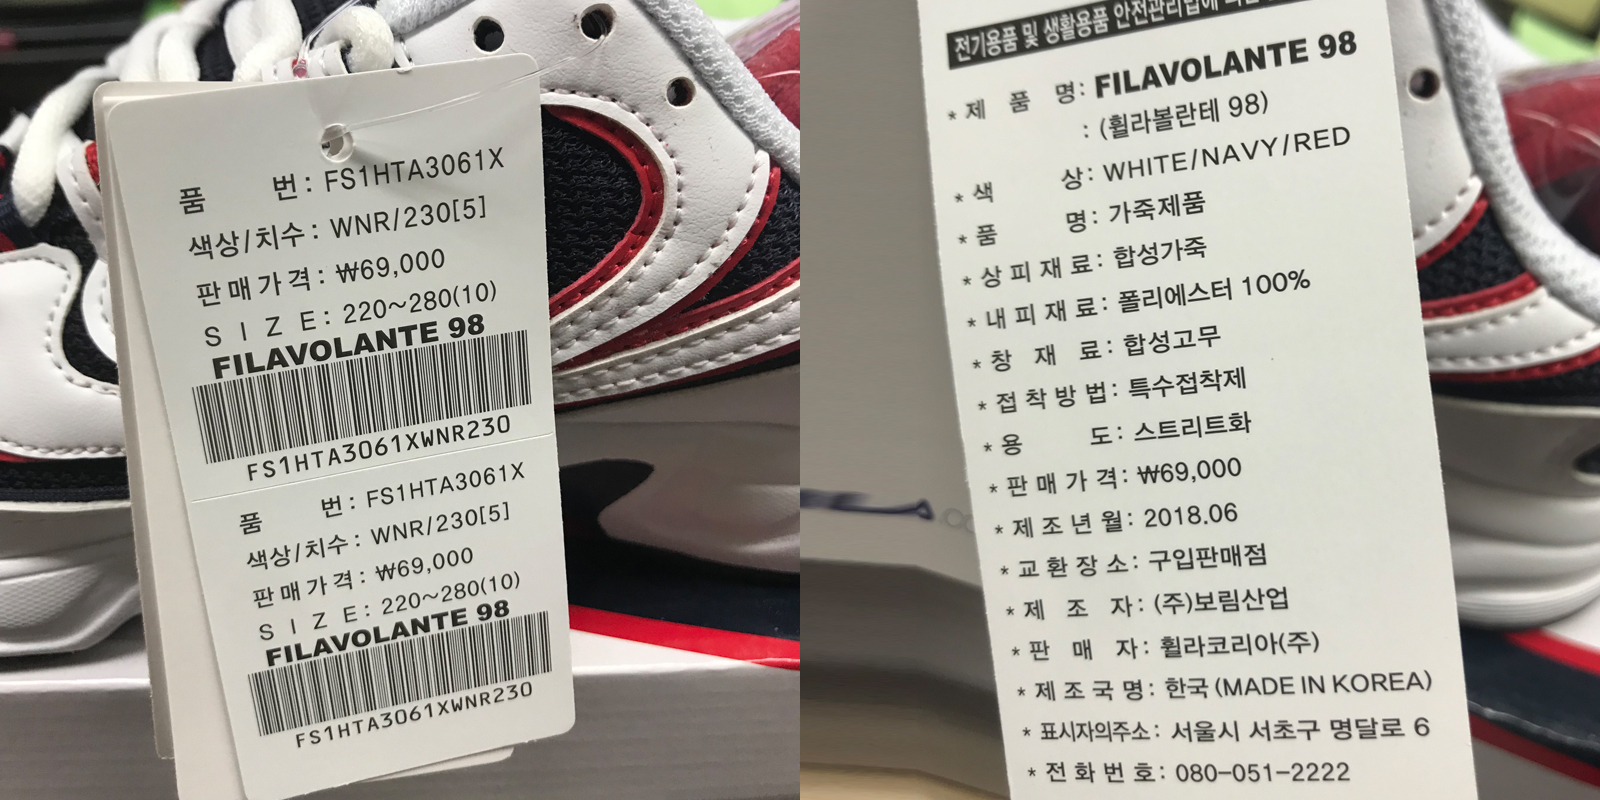 품 번 : FS1HTA3061X
색상/치수 : WNR/230[5]
판매가격 : ₩69,000
S I Z E : 220~280(10)
FILAVOLANTE 98
FS1HTA3061XWNR230
품 번 : FS1HTA3061X
색상/치수 : WNR/230[5]
판매가격 : ₩69,000
S I Z E : 220~280(10)
FILAVOLANTE 98
FS1HTA3061XWNR230
전기용품 및 생활용품 안전관리법에
* 제 품 명 : FILAVOLANTE 98
: (휠라볼란테 98)
* 색 상 : WHITE/NAVY/RED
* 품 명 : 가죽제품
* 상피재료 : 합성가죽
* 내피재료 : 폴리에스터 100%
* 창 재 료 : 합성고무
* 접착방법 : 특수접착제
* 용 도 : 스트리트화
* 판매가격 : ₩69,000
* 제조년월 : 2018.06
* 교환장소 : 구입판매점
* 제 조 자 : (주)보림산업
* 판 매 자 : 휠라코리아(주)
* 제조국명 : 한국 (MADE IN KOREA)
* 표시자의주소 : 서울시 서초구 명달로 6
* 전화번호 : 080-051-2222